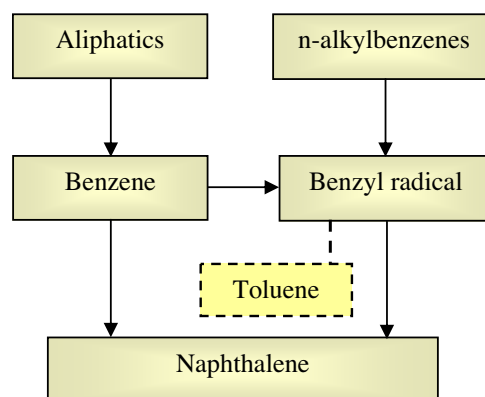 Aliphatics
n-alkylbenzenes
Benzene
Benzyl radical
Toluene
Naphthalene